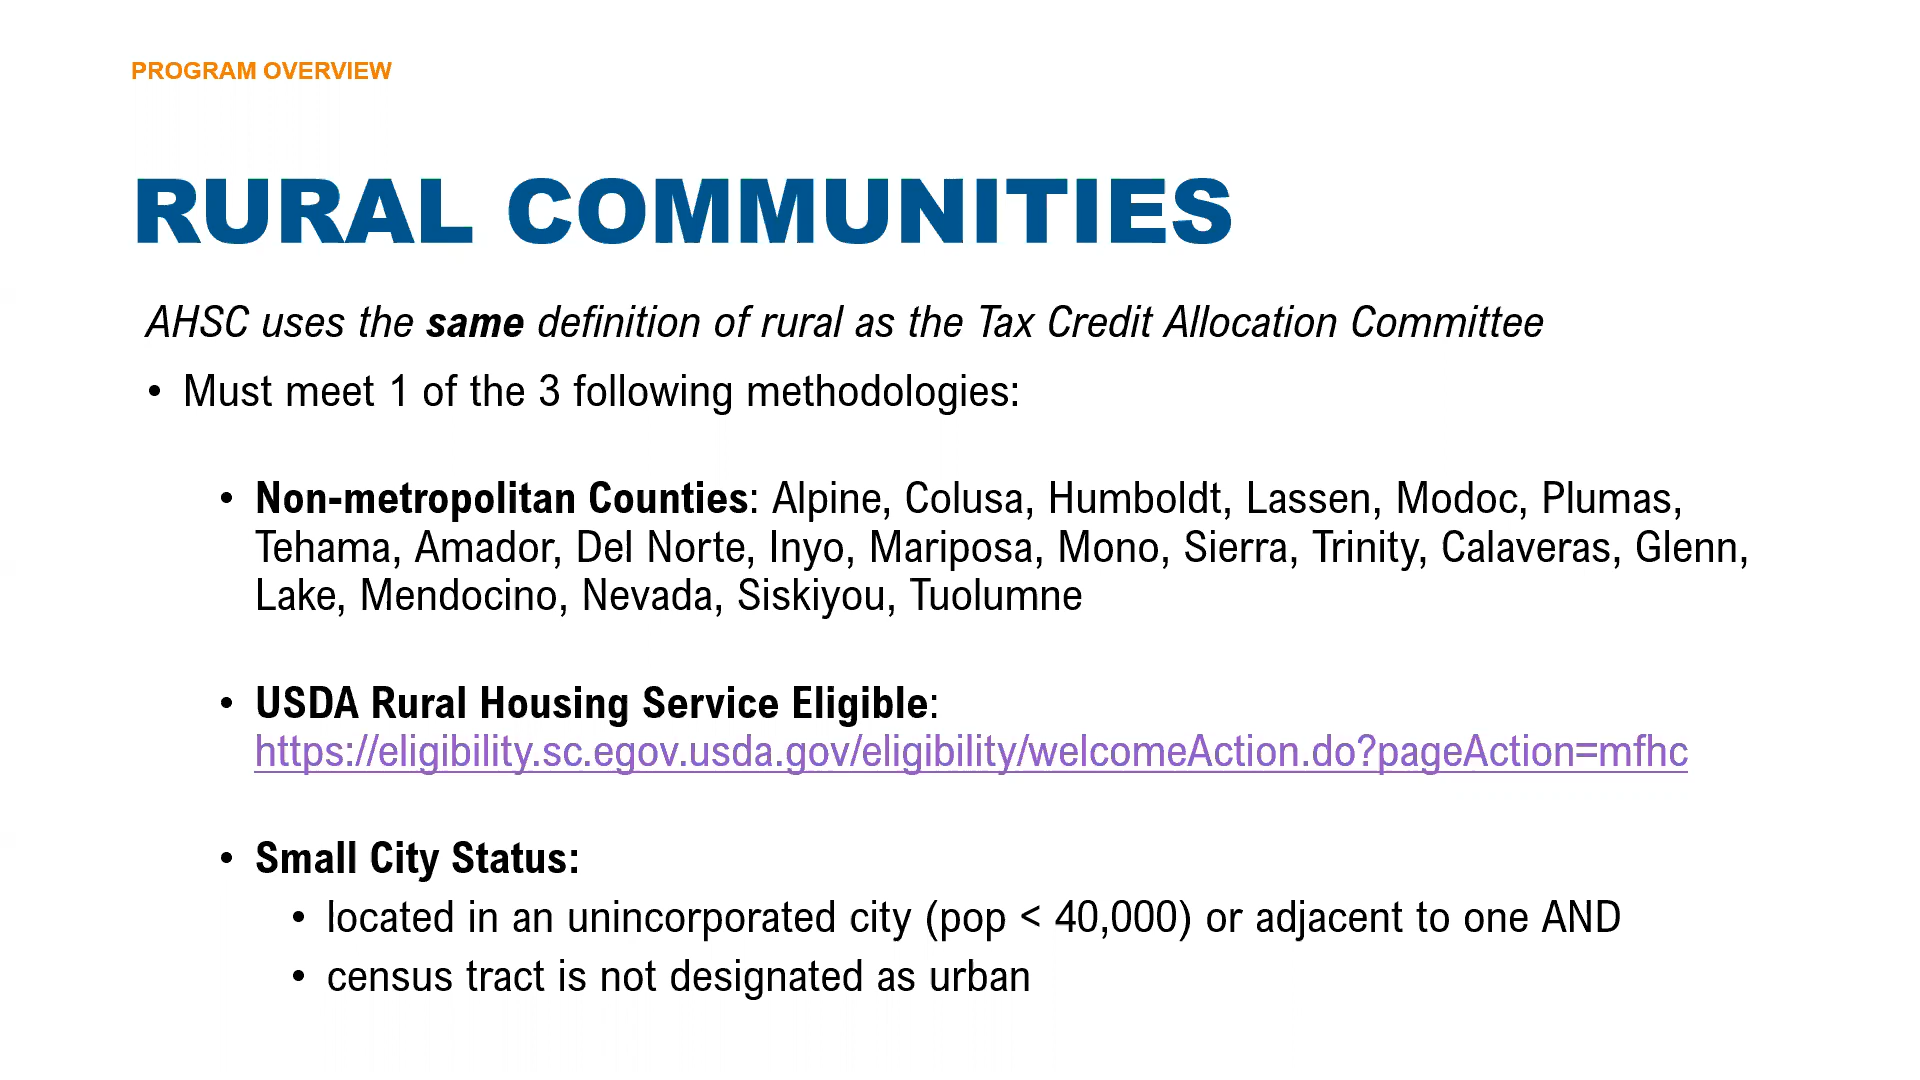 PROGRAM OVERVIEW
RURAL COMMUNITIES
AHSC uses the same definition of rural as the Tax Credit Allocation Committee
• Must meet 1 of the 3 following methodologies:
• Non-metropolitan Counties: Alpine, Colusa, Humboldt, Lassen, Modoc, Plumas,
Tehama, Amador, Del Norte, Inyo, Mariposa, Mono, Sierra, Trinity, Calaveras, Glenn,
Lake, Mendocino, Nevada, Siskiyou, Tuolumne
• USDA Rural Housing Service Eligible:
https://eligibility.sc.egov.usda.gov/eligibility/welcomeAction.do?pageAction=mfhc
• Small City Status:
• located in an unincorporated city (pop < 40,000) or adjacent to one AND
• census tract is not designated as urban